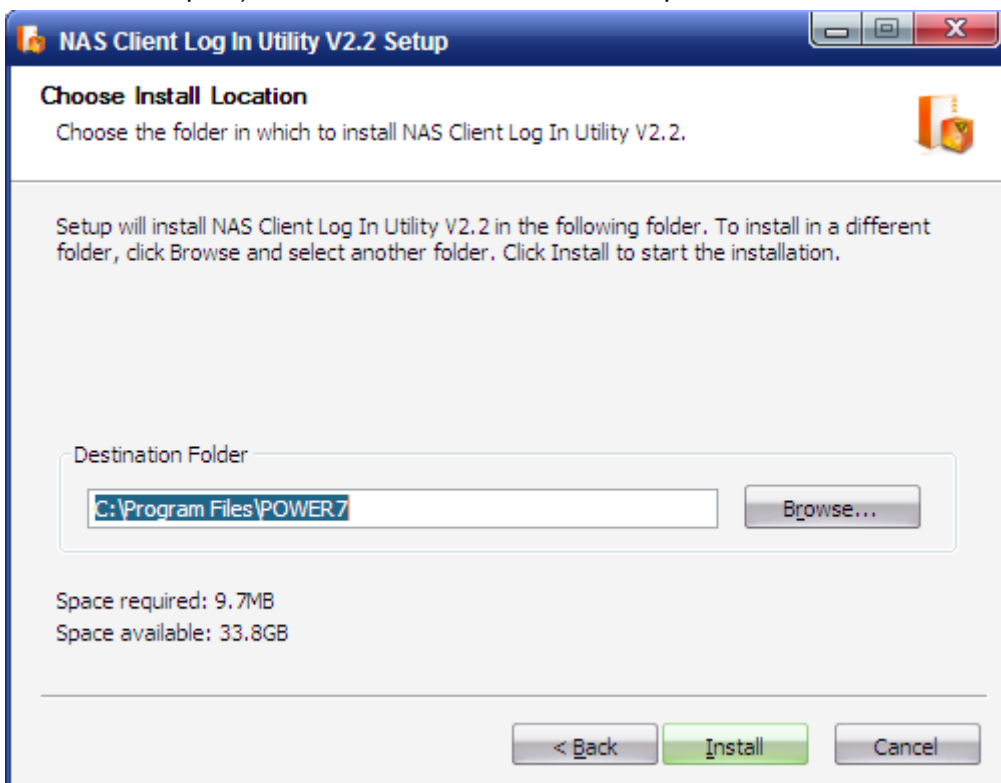 NAS Client Log In Utility V2.2 Setup
Choose Install Location
Choose the folder in which to install NAS Client Log In Utility V2.2.
Setup will install NAS Client Log In Utility V2.2 in the following folder. To install in a different
folder, click Browse and select another folder. Click Install to start the installation.
Destination Folder
C:\Program Files\POWER7
Browse...
Space required: 9.7MB
Space available: 33.8GB
< Back
Install
Cancel